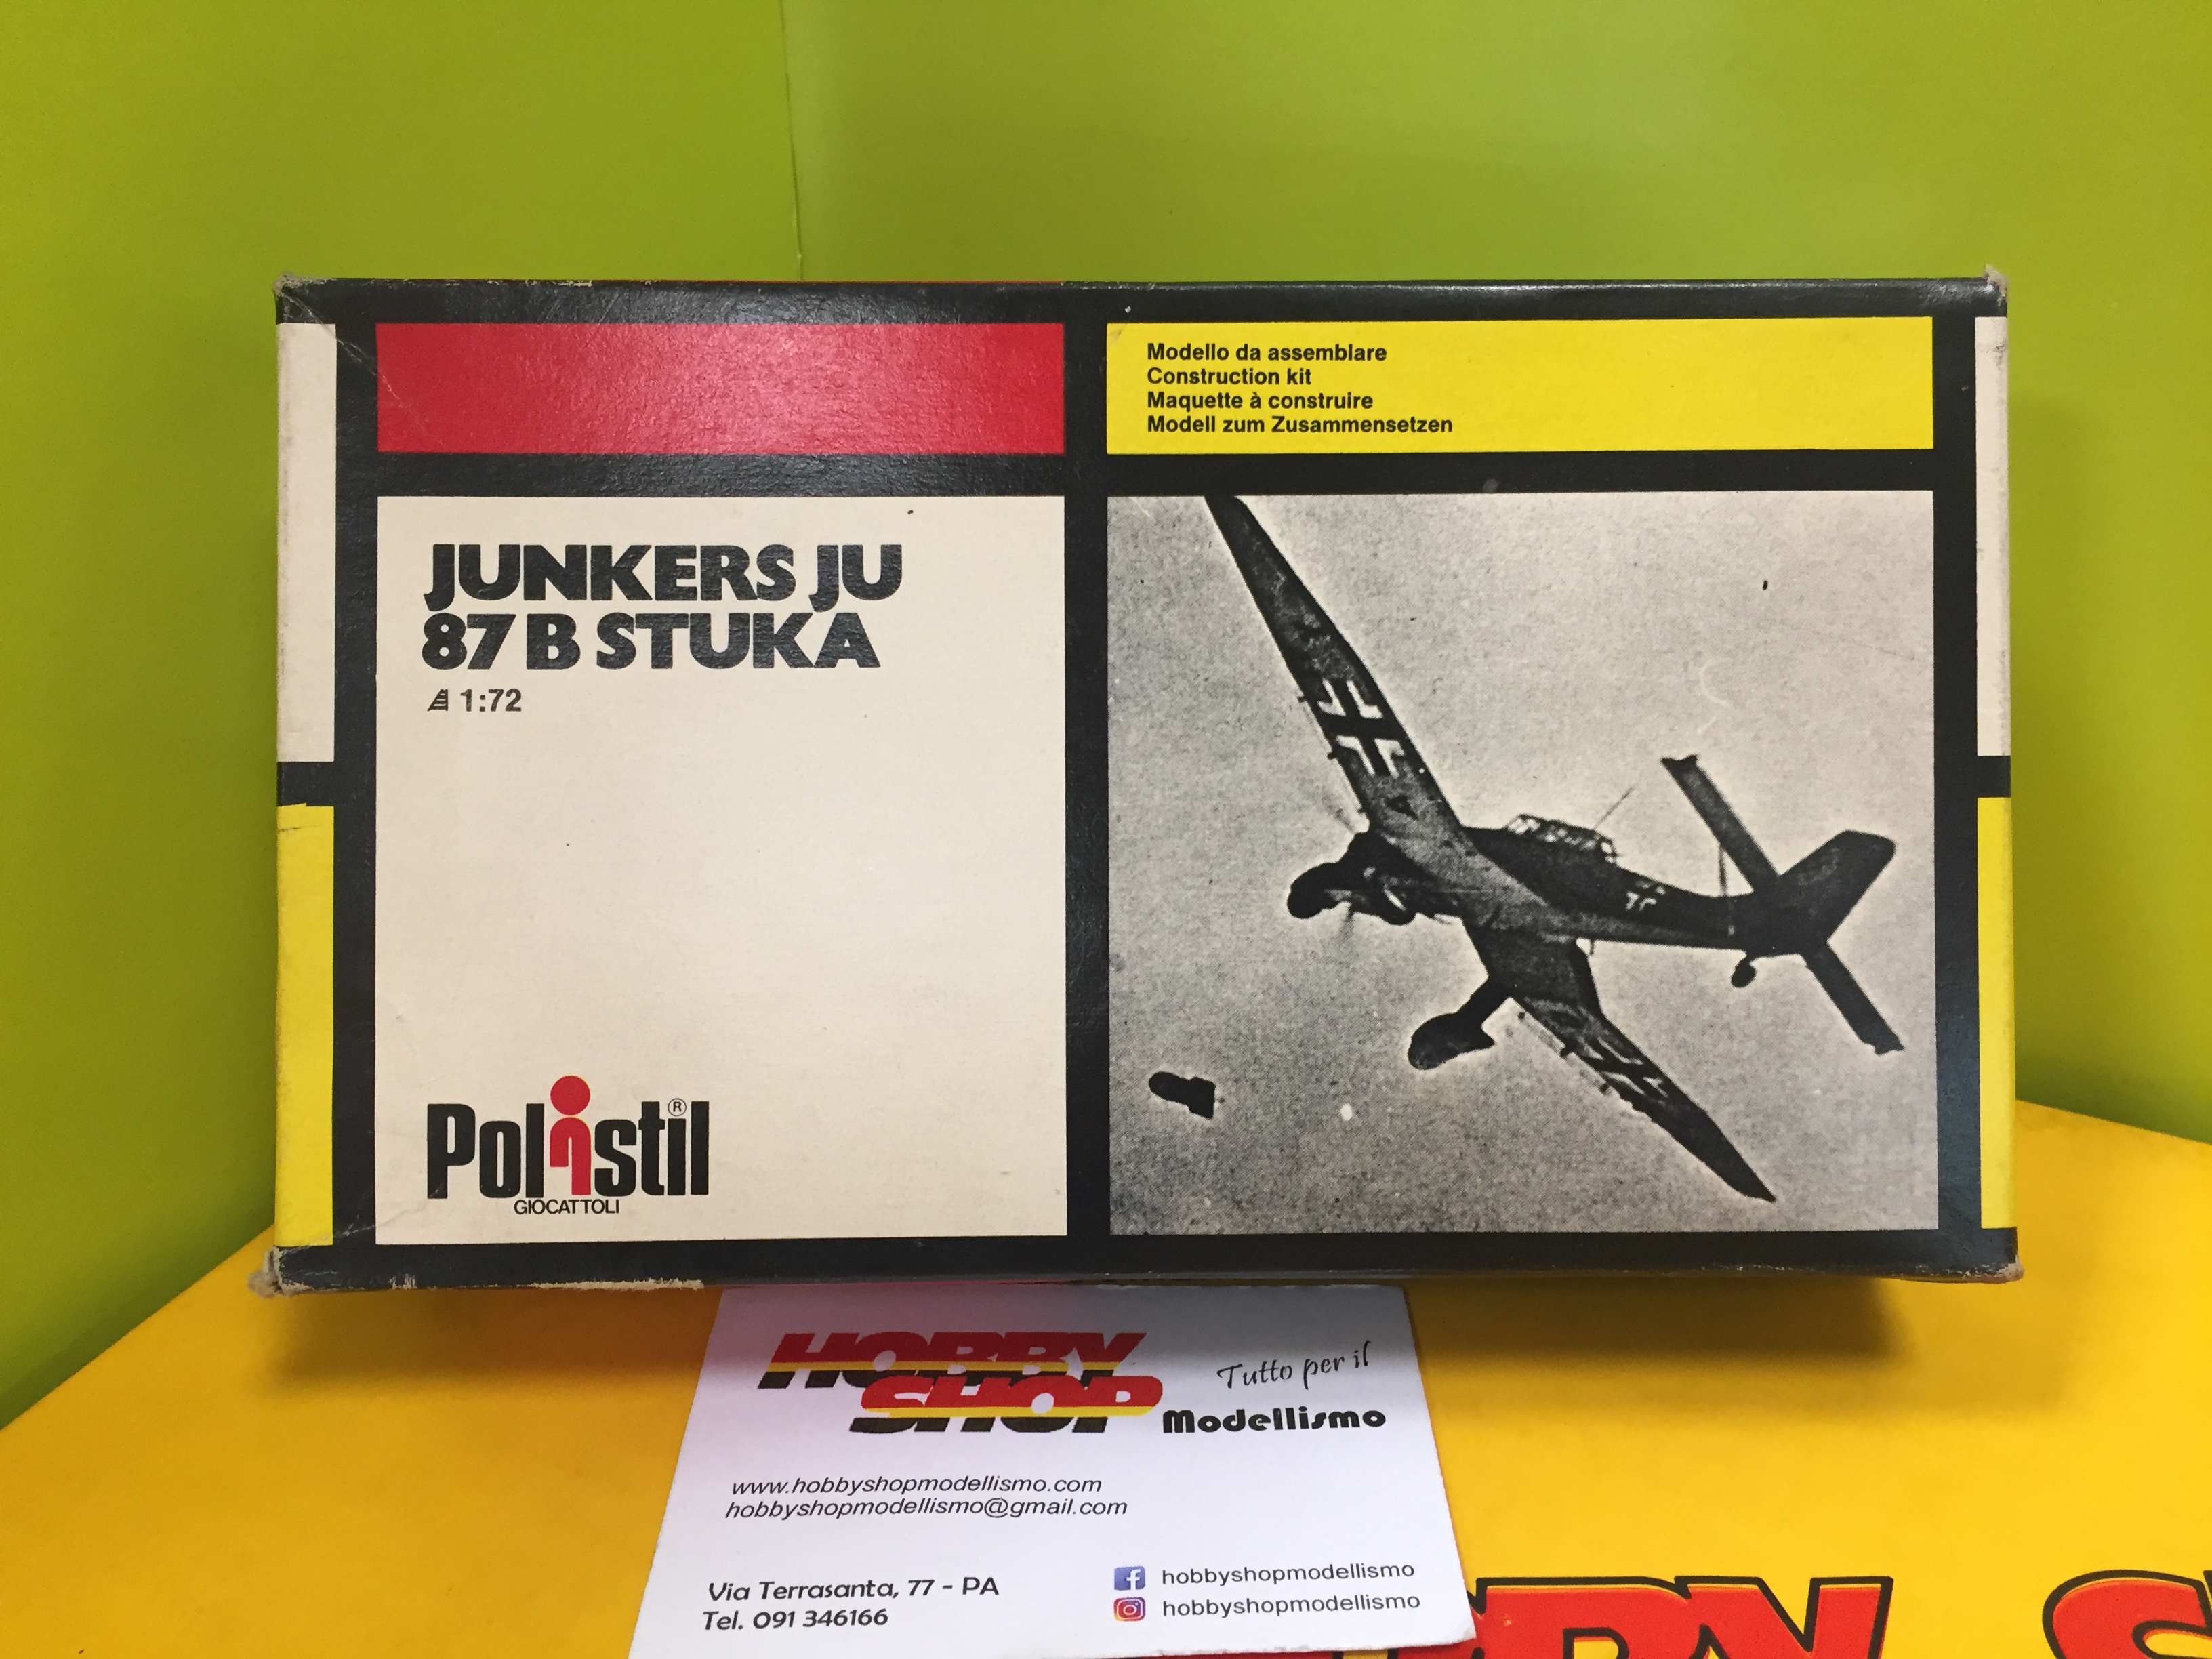 Modello da assemblare
Construction kit
Maquette à construire
Modell zum Zusammensetzen
JUNKERS JU
87 B STUKA
1:72
Polistil®
GIOCATTOLI
HOBBY
SHOP
Tutto per il
Modellismo
www.hobbyshopmodellismo.com
hobbyshopmodellismo@gmail.com
Via Terrasanta, 77 - PA
Tel. 091 346166
hobbyshopmodellismo
hobbyshopmodellismo